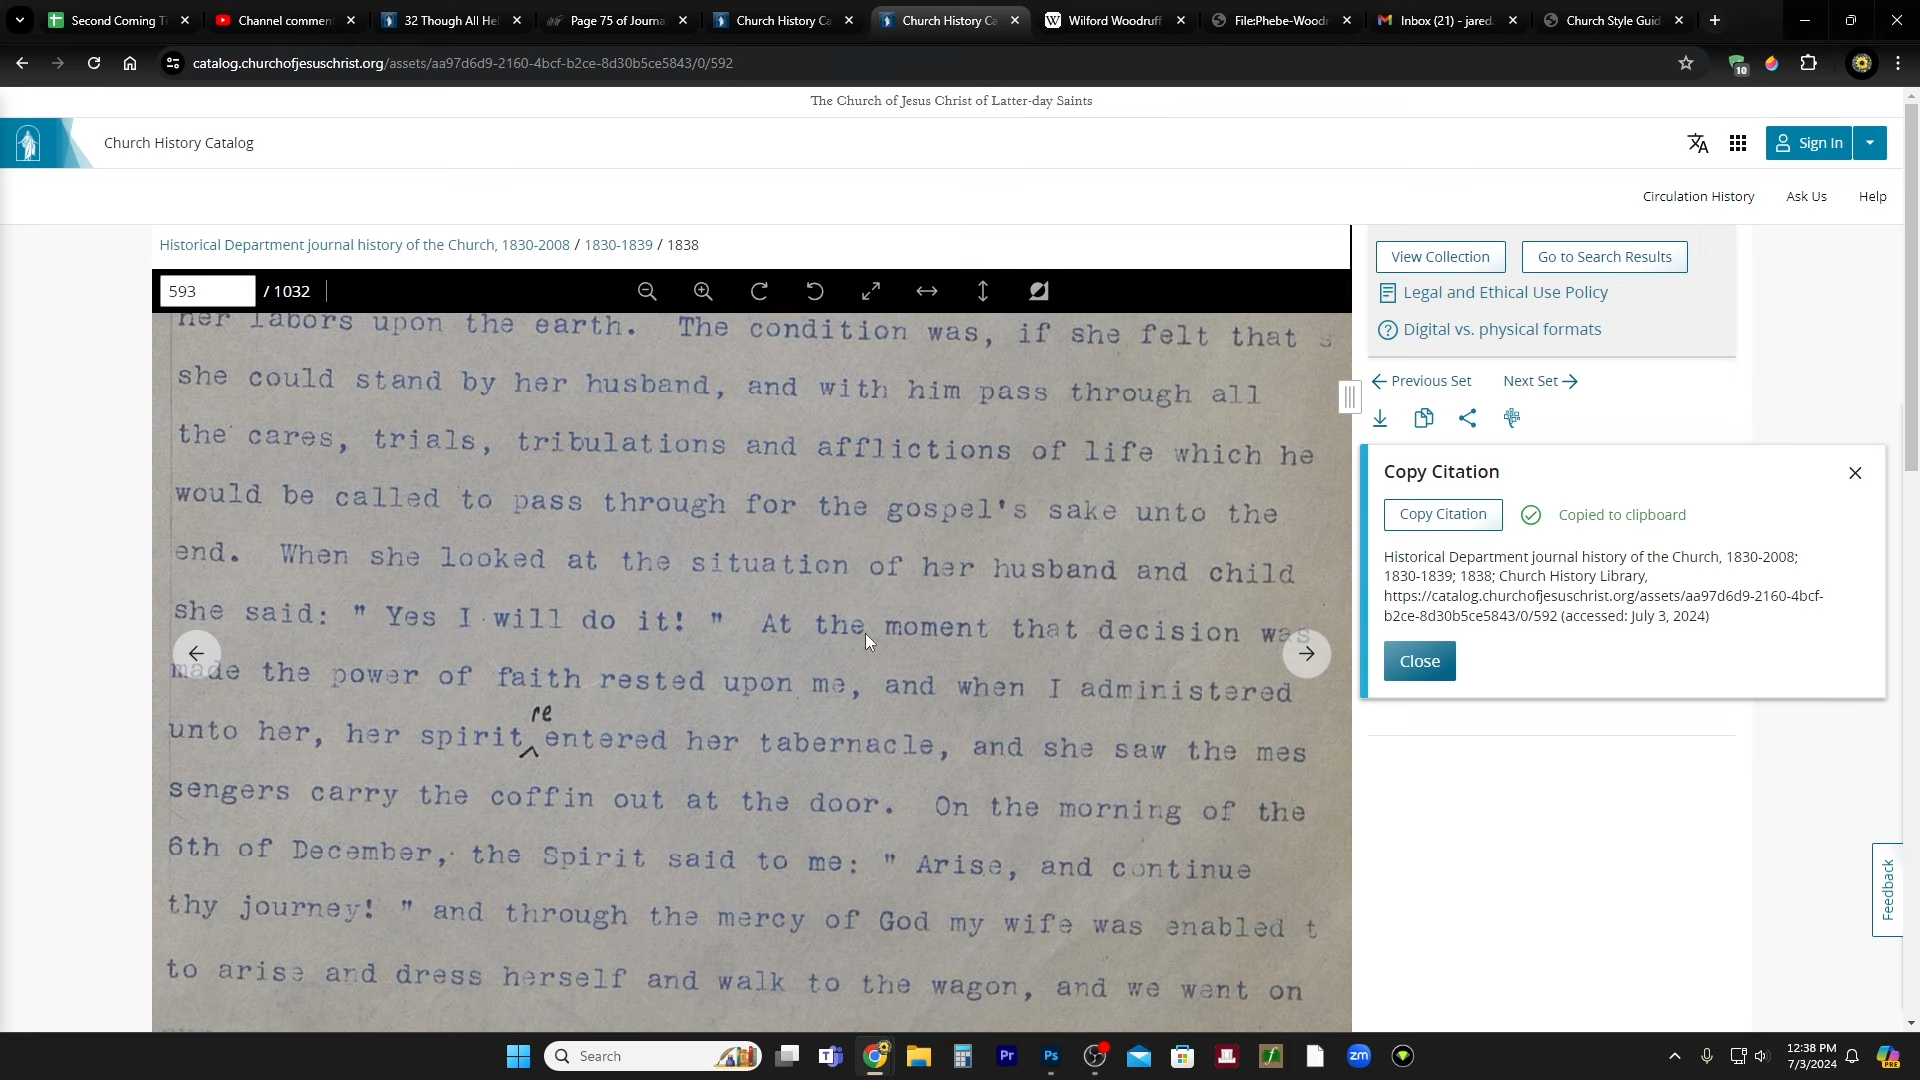 Second Coming Ti
Channel commen
32 Though All Hel
Page 75 of Journa
Church History Ca
Church History Ca
Wilford Woodruff
File:Phebe-Woodr
Inbox (21) - jared.
Church Style Guid
catalog.churchofjesuschrist.org/assets/aa97d6d9-2160-4bcf-b2ce-8d30b5ce5843/0/592
10
The Church of Jesus Christ of Latter-day Saints
Church History Catalog
Sign In
Circulation History
Ask Us
Help
Historical Department journal history of the Church, 1830-2008 / 1830-1839 / 1838
593 / 1032
her labors upon the earth. The condition was, if she felt that s
she could stand by her husband, and with him pass through all
the cares, trials, tribulations and afflictions of life which he
would be called to pass through for the gospel's sake unto the
end. When she looked at the situation of her husband and child
she said: " Yes I will do it! " At the moment that decision was
made the power of faith rested upon me, and when I administered
re
unto her, her spirit ^ entered her tabernacle, and she saw the mes
sengers carry the coffin out at the door. On the morning of the
6th of December, the Spirit said to me: " Arise, and continue
thy journey! " and through the mercy of God my wife was enabled t
to arise and dress herself and walk to the wagon, and we went on
View Collection
Go to Search Results
Legal and Ethical Use Policy
Digital vs. physical formats
Previous Set
Next Set
Copy Citation
Copy Citation
Copied to clipboard
Historical Department journal history of the Church, 1830-2008;
1830-1839; 1838; Church History Library,
https://catalog.churchofjesuschrist.org/assets/aa97d6d9-2160-4bcf-
b2ce-8d30b5ce5843/0/592 (accessed: July 3, 2024)
Close
Feedback
Search
Pr
Ps
zm
12:38 PM
7/3/2024
PRE